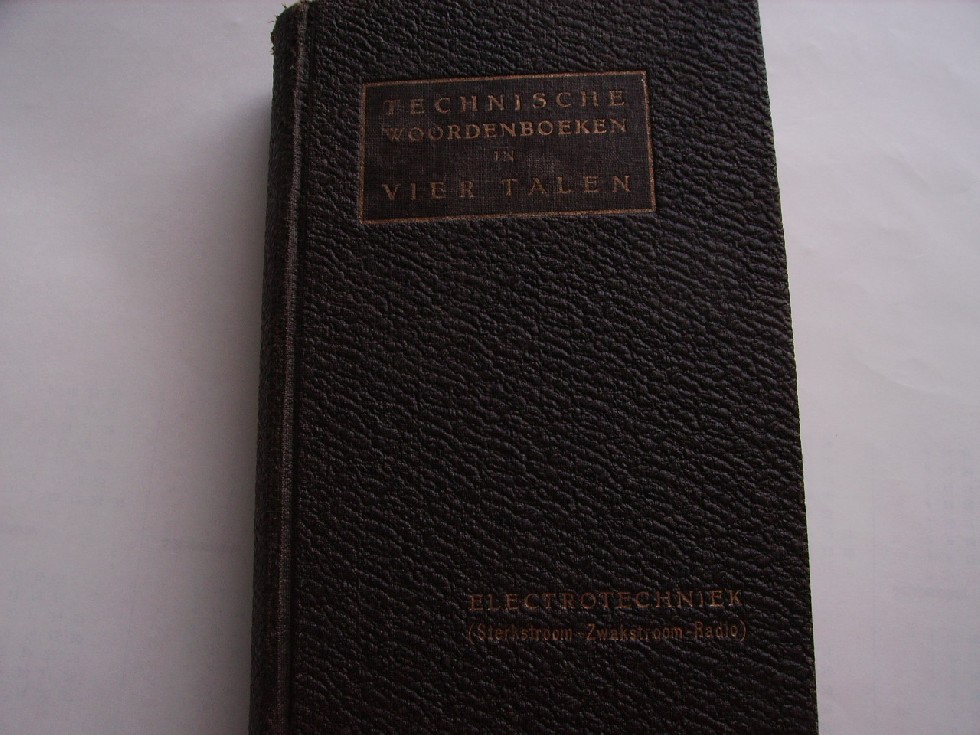 TECHNISCHE
WOORDENBOEKEN
IN
VIER TALEN
ELECTROTECHNIEK
(Sterkstroom-Zwakstroom-Radio)